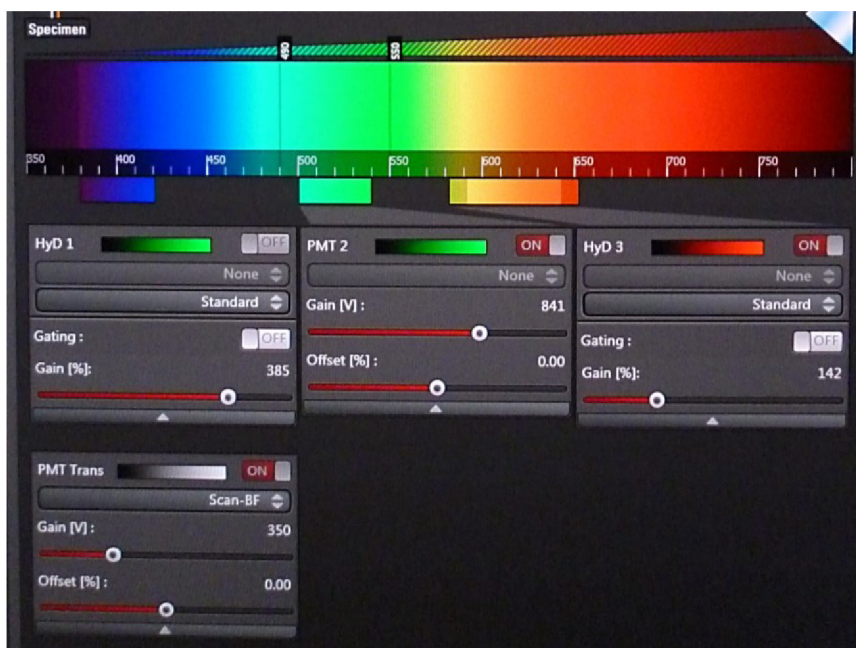 Specimen
490
550
350 400 450 500 550 600 650 700 750
HyD 1 OFF
None
Standard
Gating : OFF
Gain [%]: 385
PMT 2 ON
None
Gain [V] : 841
Offset [%] : 0.00
HyD 3 ON
None
Standard
Gating : OFF
Gain [%]: 142
PMT Trans ON
Scan-BF
Gain [V] : 350
Offset [%] : 0.00